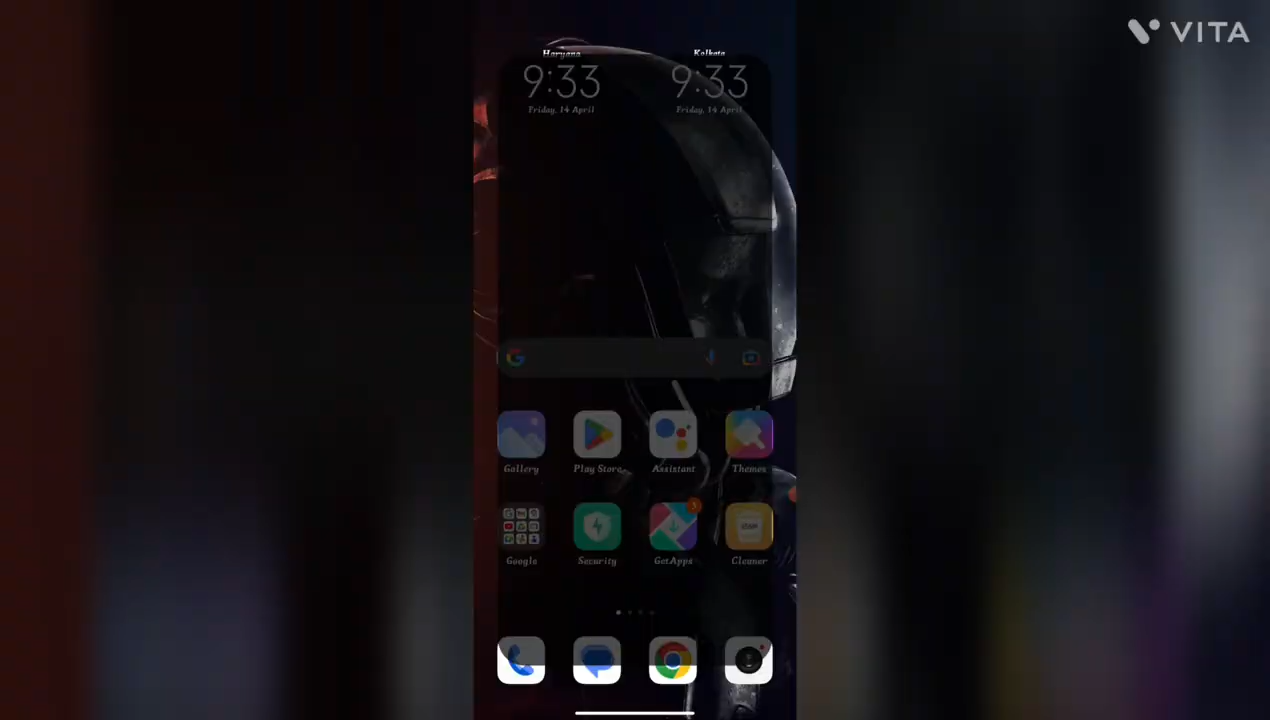 VITA
Haryana Kolkata
9:33 9:33
Friday, 14 April Friday, 14 April
Gallery Play Store Assistant Themes
3
Google Security GetApps Cleaner